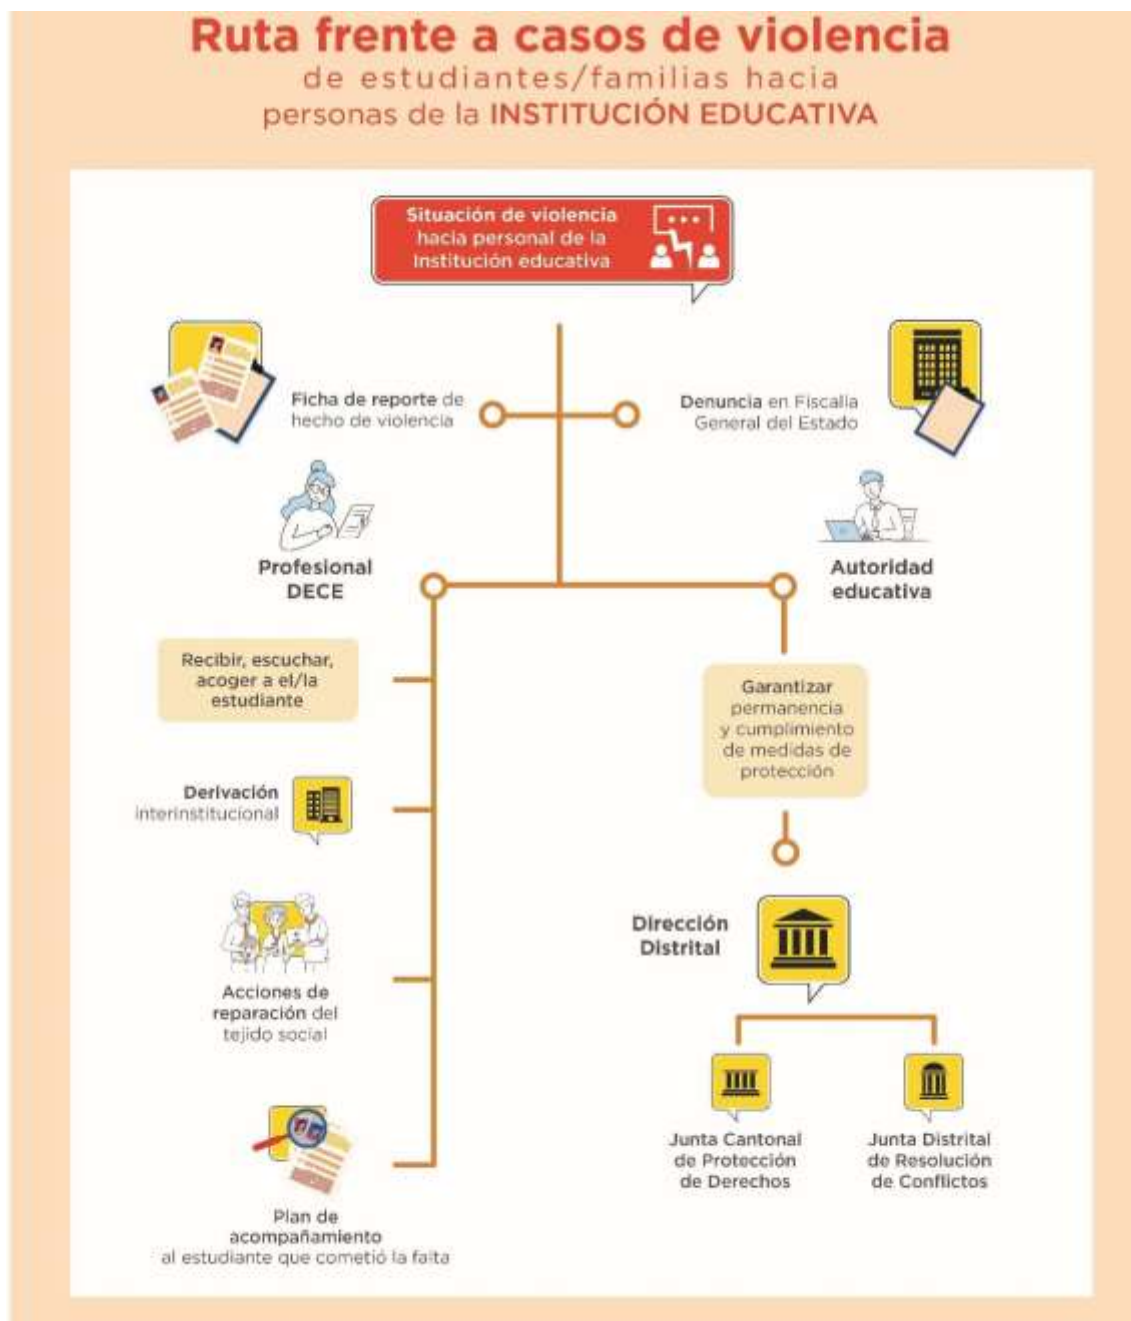 Ruta frente a casos de violencia
de estudiantes/familias hacia
personas de la INSTITUCIÓN EDUCATIVA
Situación de violencia
hacia personal de la
Institución educativa
Ficha de reporte de
hecho de violencia
Denuncia en Fiscalía
General del Estado
Profesional
DECE
Autoridad
educativa
Recibir, escuchar,
acoger a el/la
estudiante
Garantizar
permanencia
y cumplimiento
de medidas de
protección
Derivación
interinstitucional
Dirección
Distrital
Acciones de
reparación del
tejido social
Junta Cantonal
de Protección
de Derechos
Junta Distrital
de Resolución
de Conflictos
Plan de
acompañamiento
al estudiante que cometió la falta